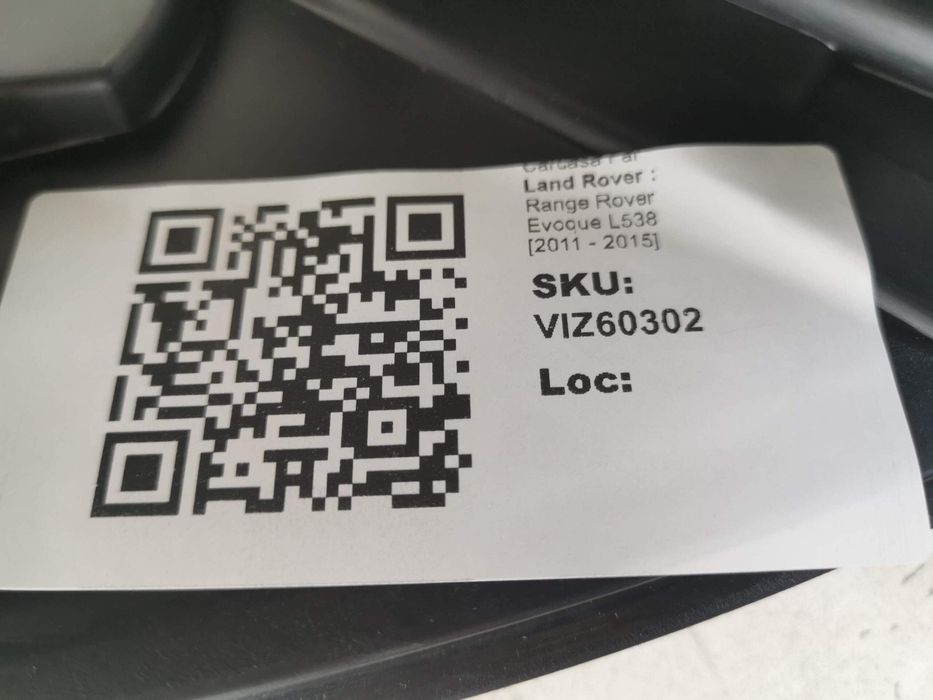 Carcasa Far
Land Rover :
Range Rover
Evoque L538
[2011 - 2015]
SKU:
VIZ60302
Loc: